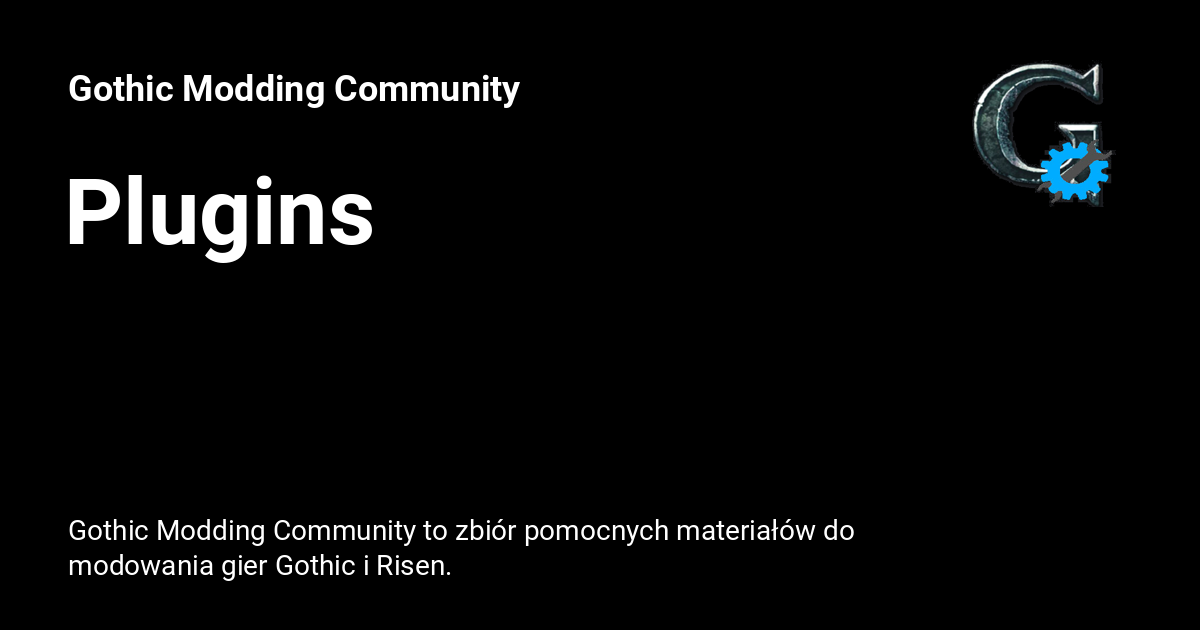 Gothic Modding Community
Plugins
Gothic Modding Community to zbiór pomocnych materiałów do
modowania gier Gothic i Risen.